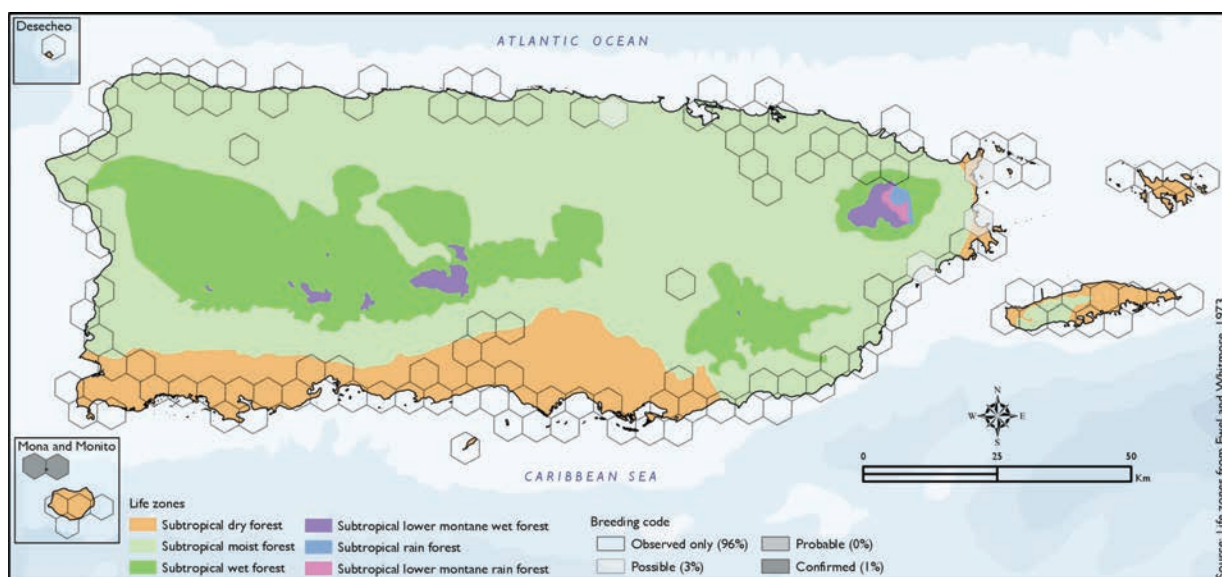 Desecheo
ATLANTIC OCEAN
Source: Life zones from Ewel and Whitmore 1973
N
W E
S
0 25 50
Km
Mona and Monito
CARIBBEAN SEA
Life zones
Subtropical dry forest
Subtropical moist forest
Subtropical wet forest
Subtropical lower montane wet forest
Subtropical rain forest
Subtropical lower montane rain forest
Breeding code
Observed only (96%)
Possible (3%)
Probable (0%)
Confirmed (1%)